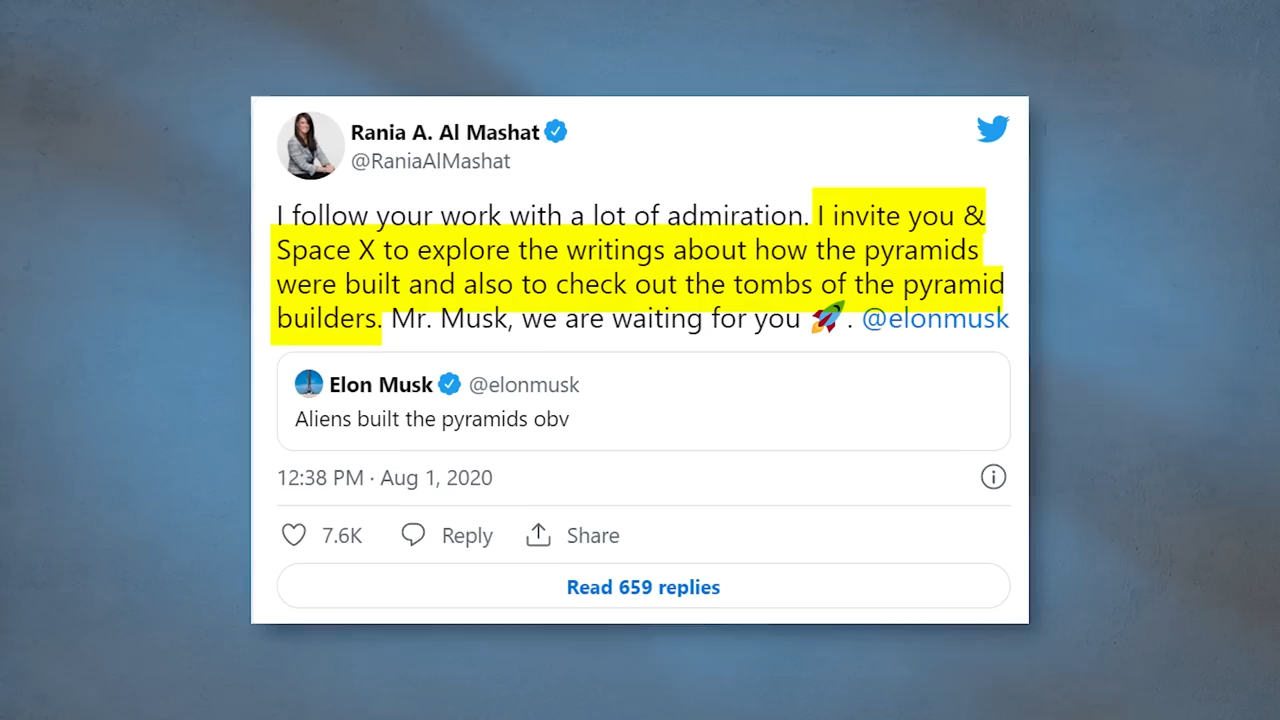 Rania A. Al Mashat
@RaniaAlMashat
I follow your work with a lot of admiration. I invite you &
Space X to explore the writings about how the pyramids
were built and also to check out the tombs of the pyramid
builders. Mr. Musk, we are waiting for you 🚀. @elonmusk
Elon Musk @elonmusk
Aliens built the pyramids obv
12:38 PM · Aug 1, 2020
7.6K Reply Share
Read 659 replies